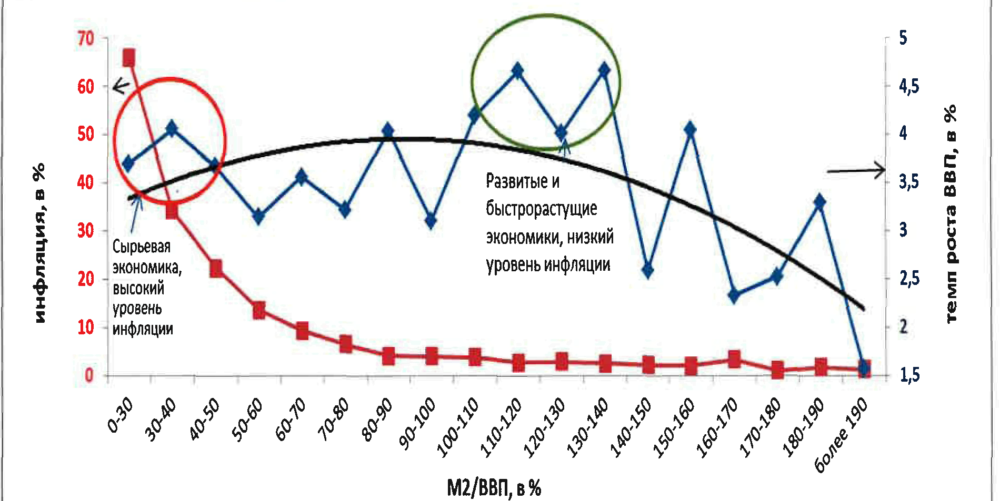 инфляция, в %
70
60
50
40
30
20
10
0
5
4,5
4
3,5
3
2,5
2
1,5
темп роста ВВП, в %
Сырьевая
экономика,
высокий
уровень
инфляции
Развитые и
быстрорастущие
экономики, низкий
уровень инфляции
0-30
30-40
40-50
50-60
60-70
70-80
80-90
90-100
100-110
110-120
120-130
130-140
140-150
150-160
160-170
170-180
180-190
более 190
М2/ВВП, в %